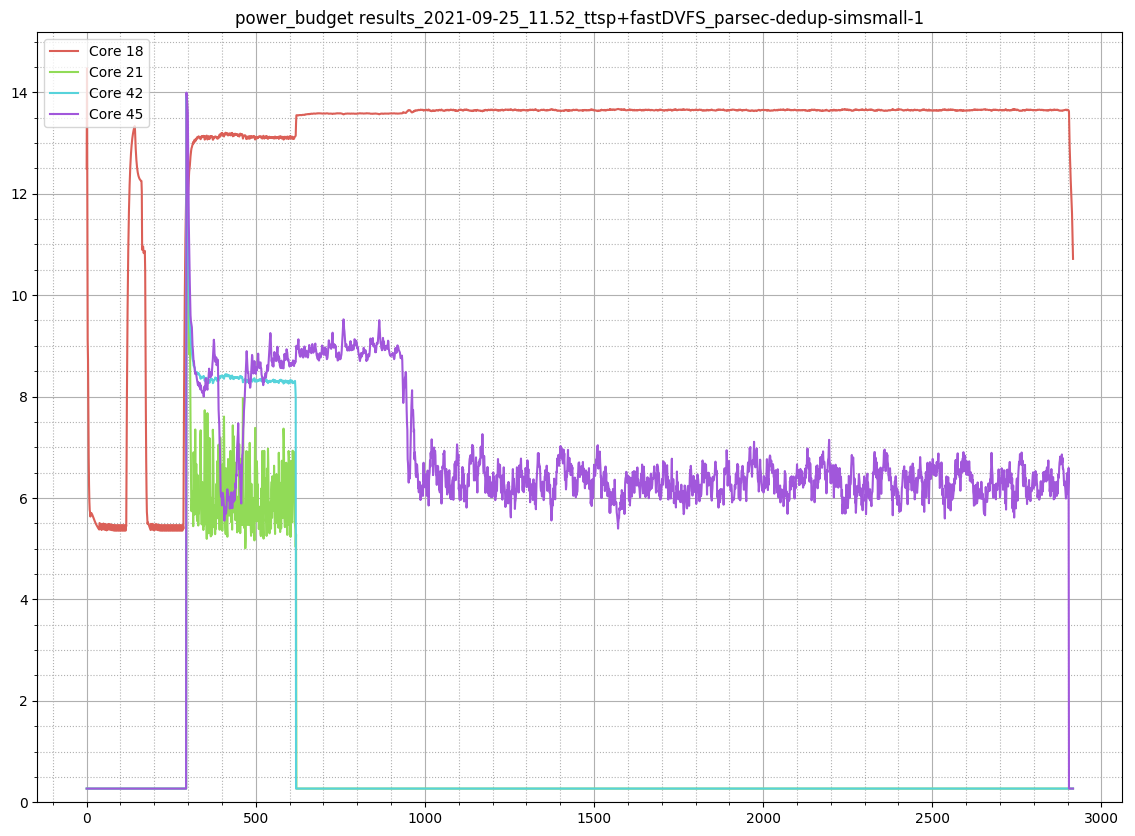 power_budget results_2021-09-25_11.52_ttsp+fastDVFS_parsec-dedup-simsmall-1
Core 18
Core 21
Core 42
Core 45
14
12
10
8
6
4
2
0
0 500 1000 1500 2000 2500 3000